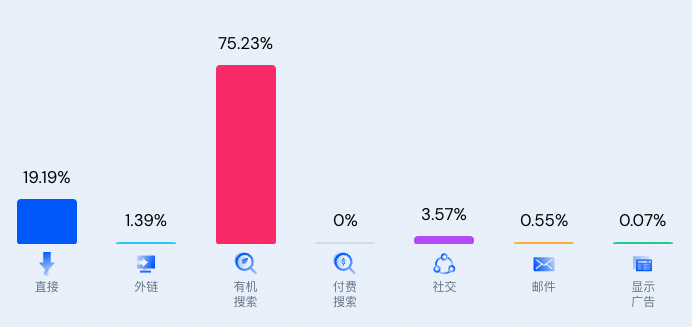 75.23%
19.19%
1.39%
0%
3.57%
0.55%
0.07%
直接
外链
有机
搜索
付费
搜索
社交
邮件
显示
广告